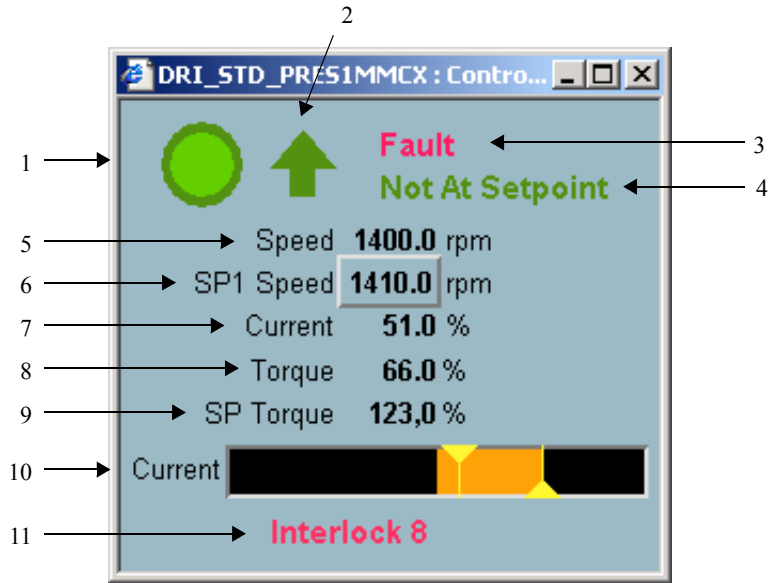 2
DRI_STD_PRES1MMCX : Contro...
1
Fault
3
Not At Setpoint
4
5
Speed 1400.0 rpm
6
SP1 Speed 1410.0 rpm
7
Current 51.0 %
8
Torque 66.0 %
9
SP Torque 123,0 %
10
Current
11
Interlock 8